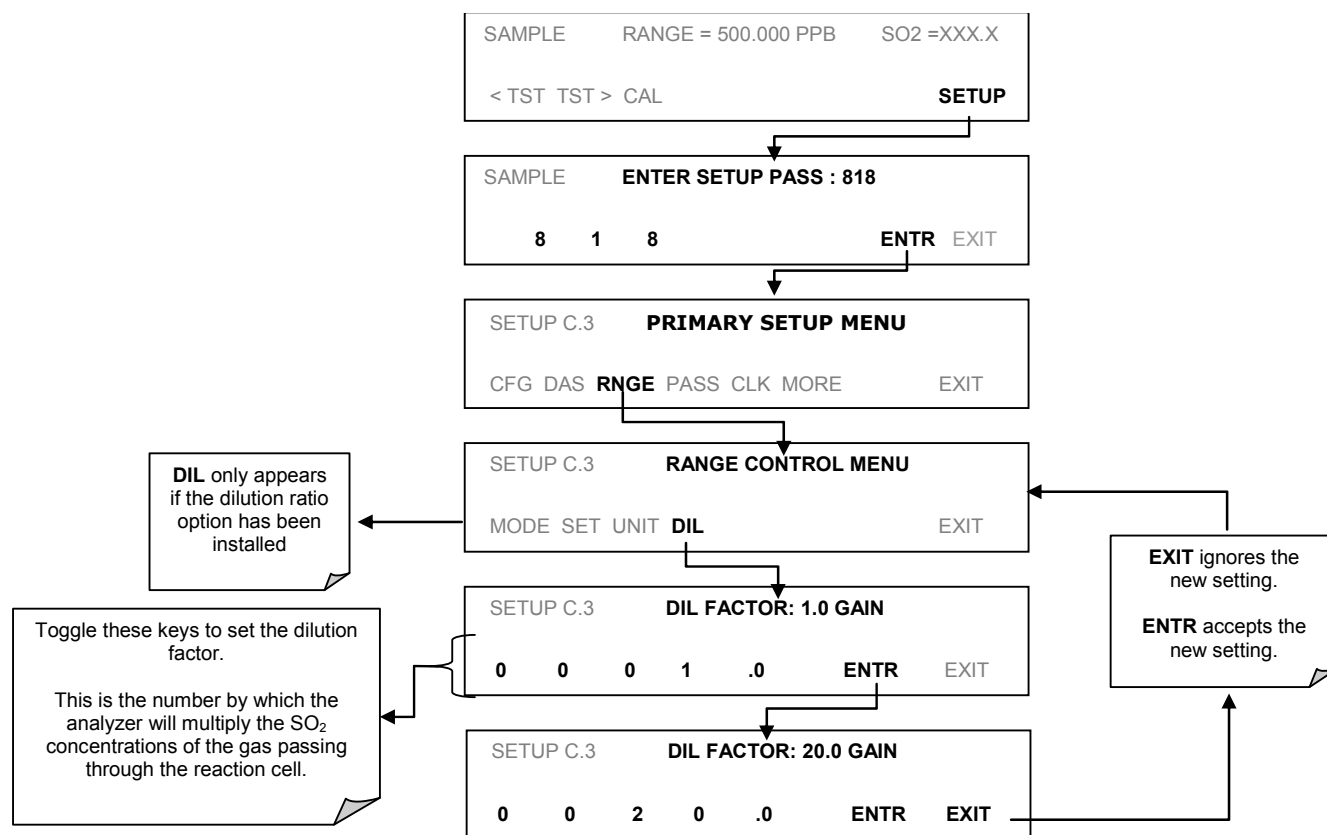 SAMPLE RANGE = 500.000 PPB SO2 =XXX.X
< TST TST > CAL SETUP
SAMPLE ENTER SETUP PASS : 818
8 1 8 ENTR EXIT
SETUP C.3 PRIMARY SETUP MENU
CFG DAS RNGE PASS CLK MORE EXIT
SETUP C.3 RANGE CONTROL MENU
MODE SET UNIT DIL EXIT
DIL only appears
if the dilution ratio
option has been
installed
EXIT ignores the
new setting.
ENTR accepts the
new setting.
SETUP C.3 DIL FACTOR: 1.0 GAIN
0 0 0 1 .0 ENTR EXIT
Toggle these keys to set the dilution
factor.
This is the number by which the
analyzer will multiply the SO₂
concentrations of the gas passing
through the reaction cell.
SETUP C.3 DIL FACTOR: 20.0 GAIN
0 0 2 0 .0 ENTR EXIT